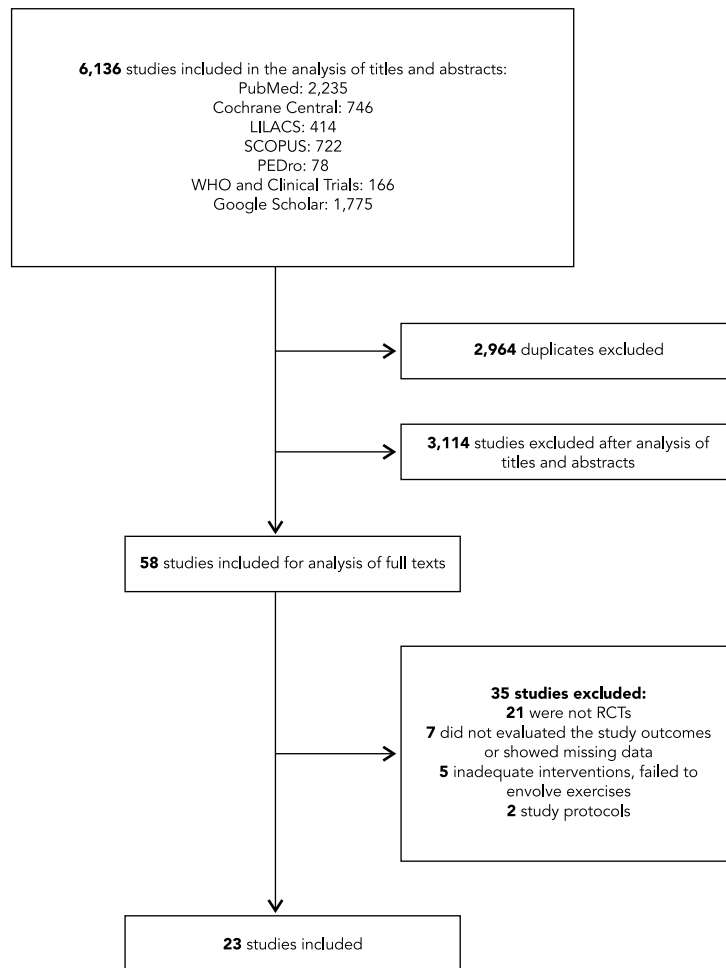 6,136 studies included in the analysis of titles and abstracts:
PubMed: 2,235
Cochrane Central: 746
LILACS: 414
SCOPUS: 722
PEDro: 78
WHO and Clinical Trials: 166
Google Scholar: 1,775
2,964 duplicates excluded
3,114 studies excluded after analysis of
titles and abstracts
58 studies included for analysis of full texts
35 studies excluded:
21 were not RCTs
7 did not evaluated the study outcomes
or showed missing data
5 inadequate interventions, failed to
envolve exercises
2 study protocols
23 studies included